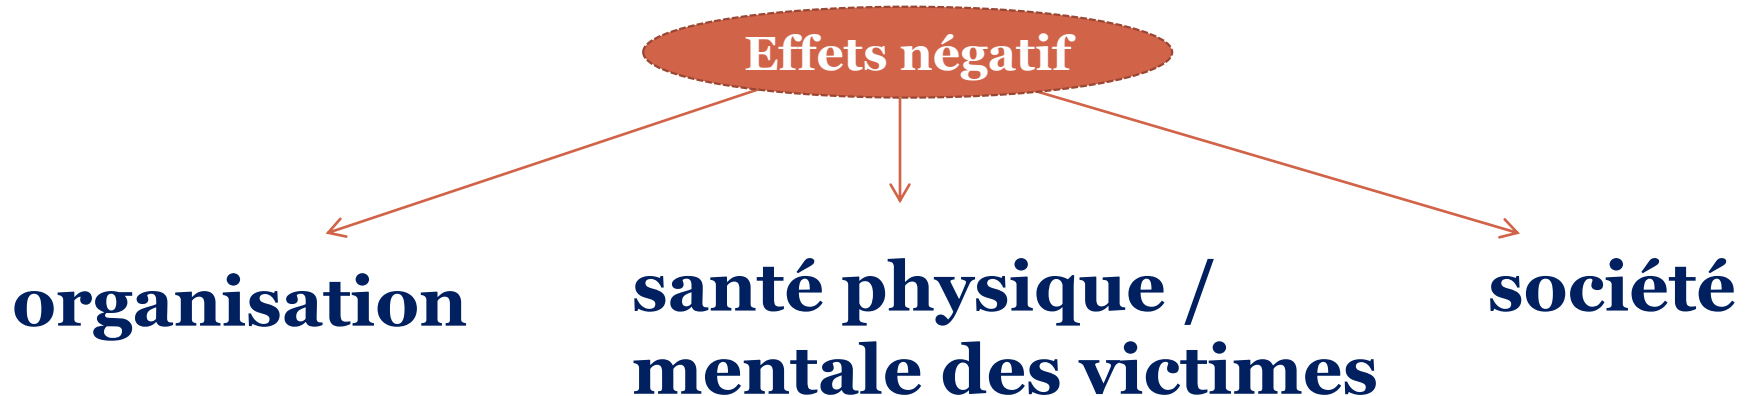 Effets négatif
organisation
santé physique /
mentale des victimes
société